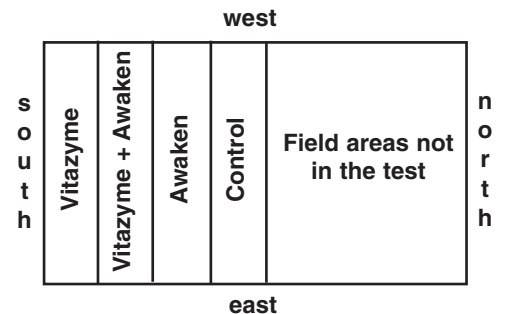 west
south
Vitazyme
Vitazyme + Awaken
Awaken
Control
Field areas not
in the test
north
east